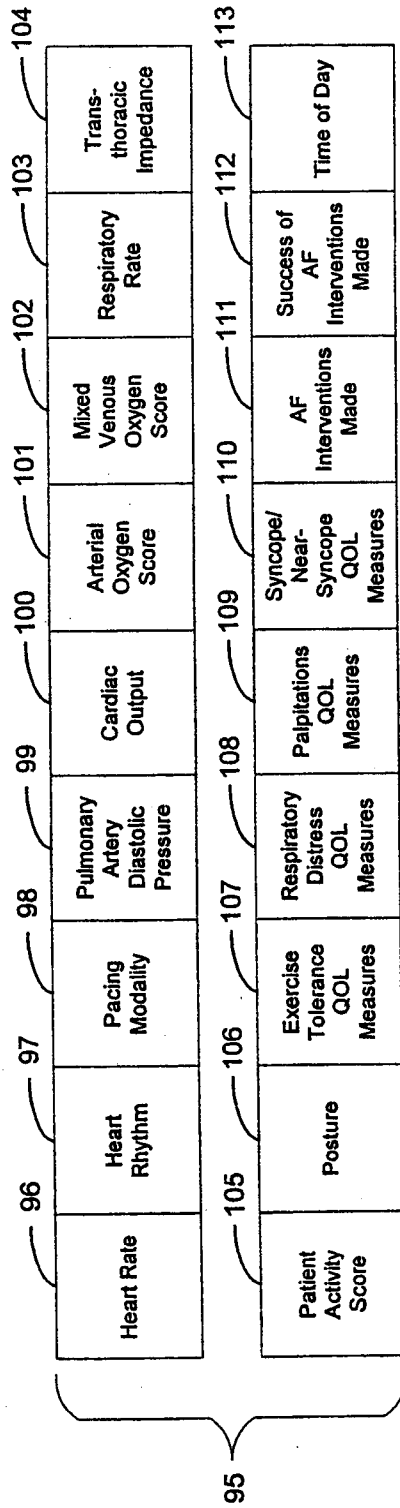 95
96
97
98
99
100
101
102
103
104
Heart Rate
Heart
Rhythm
Pacing
Modality
Pulmonary
Artery
Diastolic
Pressure
Cardiac
Output
Arterial
Oxygen
Score
Mixed
Venous
Oxygen
Score
Respiratory
Rate
Trans-
thoracic
Impedance
105
106
107
108
109
110
111
112
113
Patient
Activity
Score
Posture
Exercise
Tolerance
QOL
Measures
Respiratory
Distress
QOL
Measures
Palpitations
QOL
Measures
Syncope/
Near-
Syncope
QOL
Measures
AF
Interventions
Made
Success of
AF
Interventions
Made
Time of Day